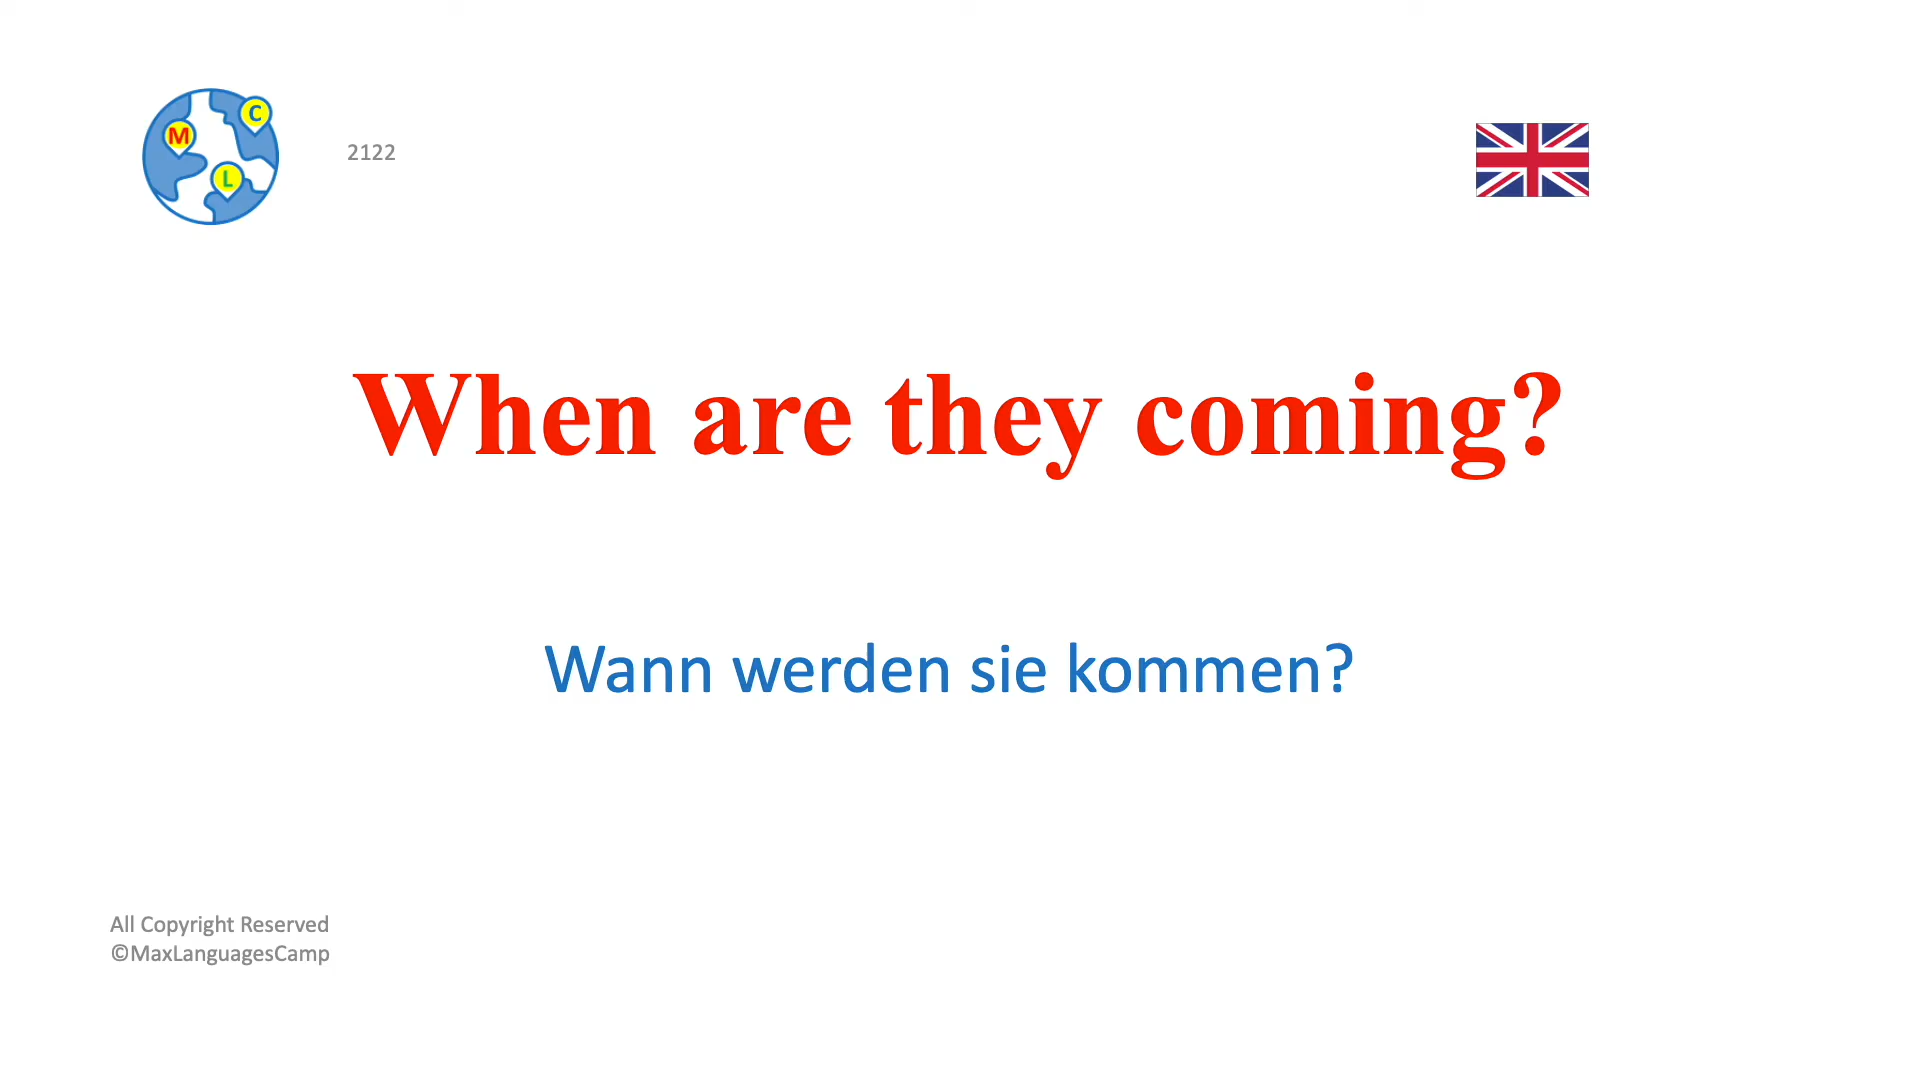 M
C
L
2122
When are they coming?
Wann werden sie kommen?
All Copyright Reserved
©MaxLanguagesCamp